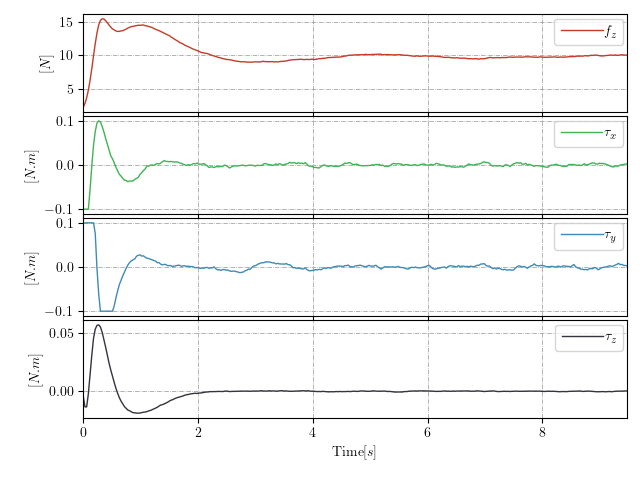 15
10
5
[N]
f_z
0.1
0.0
−0.1
[N.m]
τ_x
0.1
0.0
−0.1
[N.m]
τ_y
0.05
0.00
[N.m]
τ_z
0 2 4 6 8
Time[s]